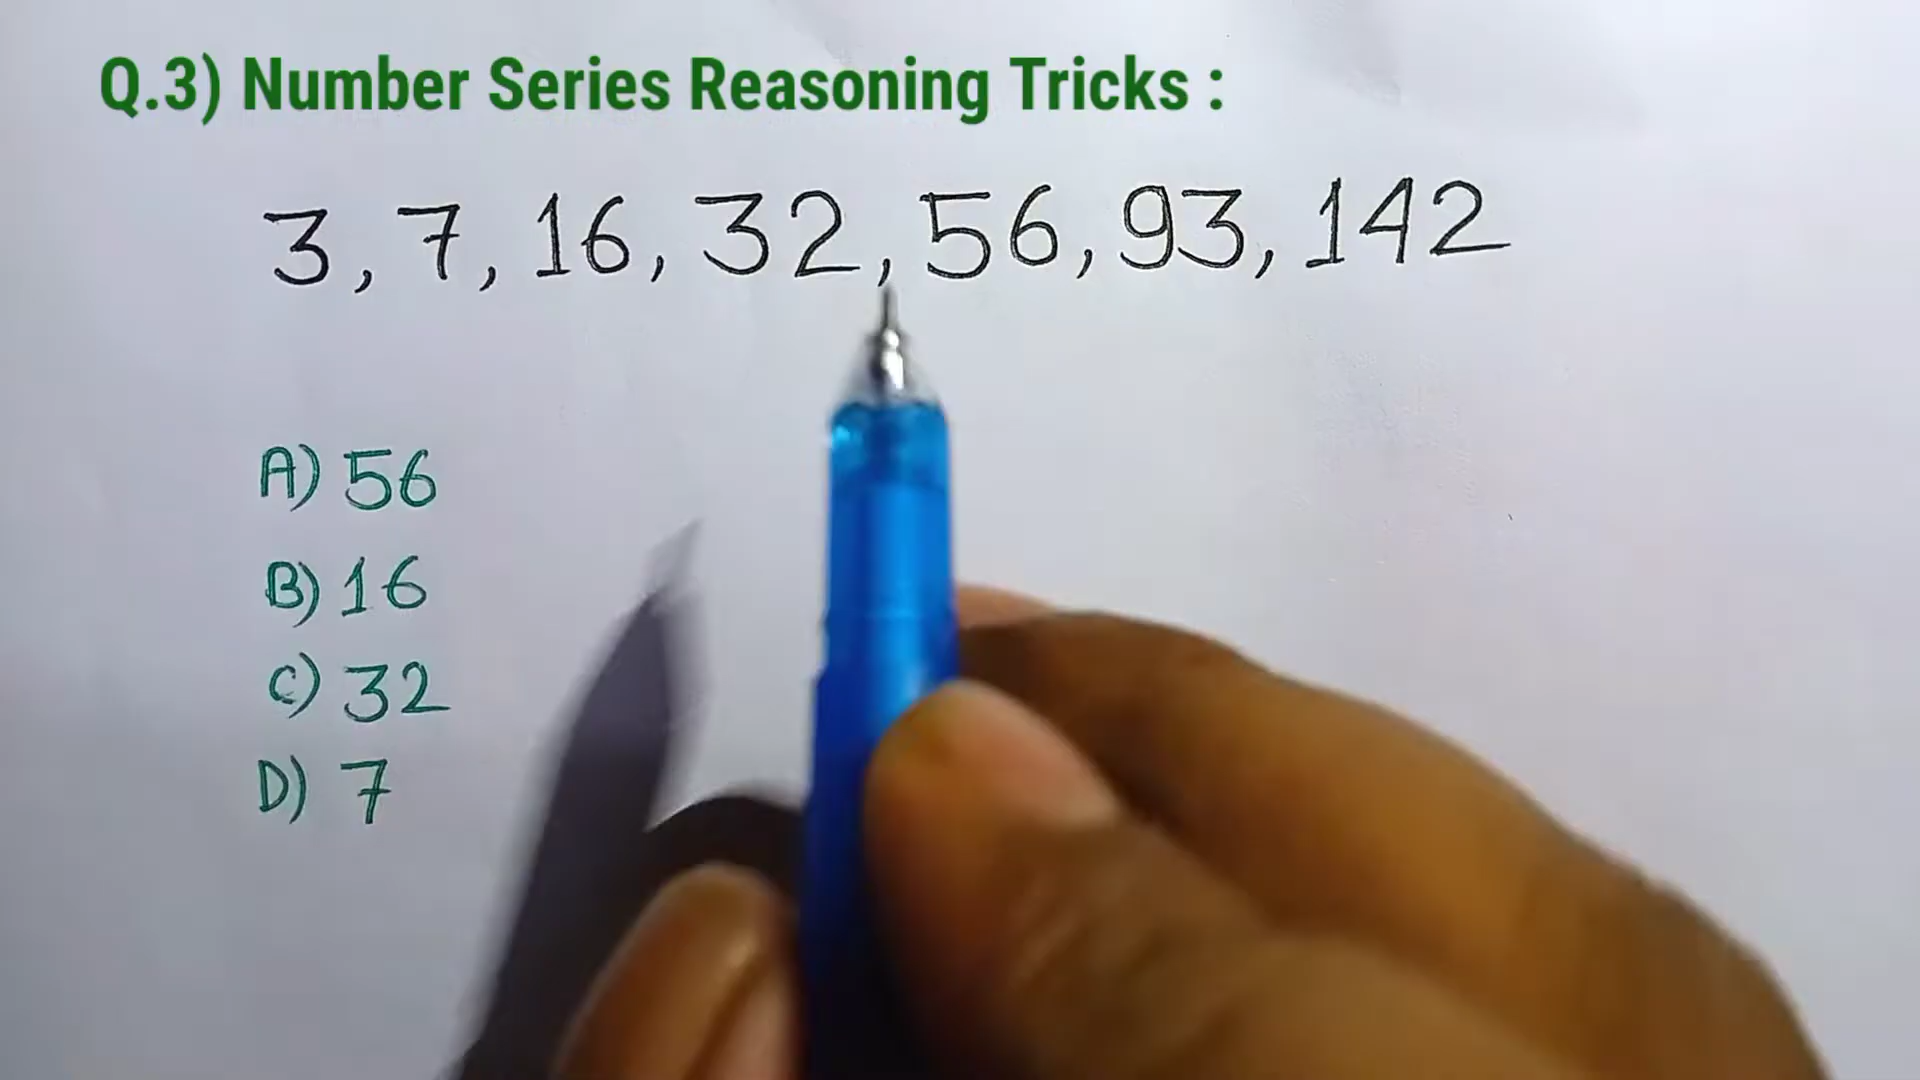 Q.3) Number Series Reasoning Tricks :
3, 7, 16, 32, 56, 93, 142
A) 56
B) 16
C) 32
D) 7